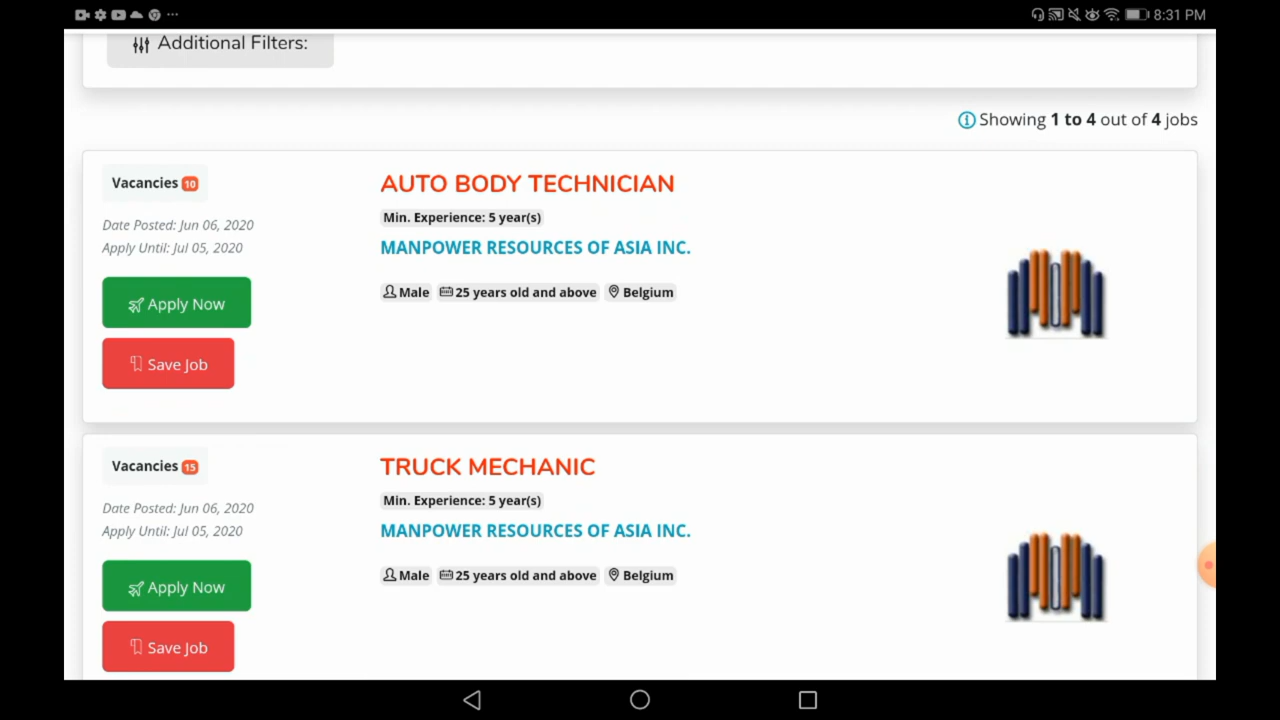 8:31 PM
Additional Filters:
Showing 1 to 4 out of 4 jobs
Vacancies 10
Date Posted: Jun 06, 2020
Apply Until: Jul 05, 2020
Apply Now
Save Job
AUTO BODY TECHNICIAN
Min. Experience: 5 year(s)
MANPOWER RESOURCES OF ASIA INC.
Male 25 years old and above Belgium
Vacancies 15
Date Posted: Jun 06, 2020
Apply Until: Jul 05, 2020
Apply Now
Save Job
TRUCK MECHANIC
Min. Experience: 5 year(s)
MANPOWER RESOURCES OF ASIA INC.
Male 25 years old and above Belgium